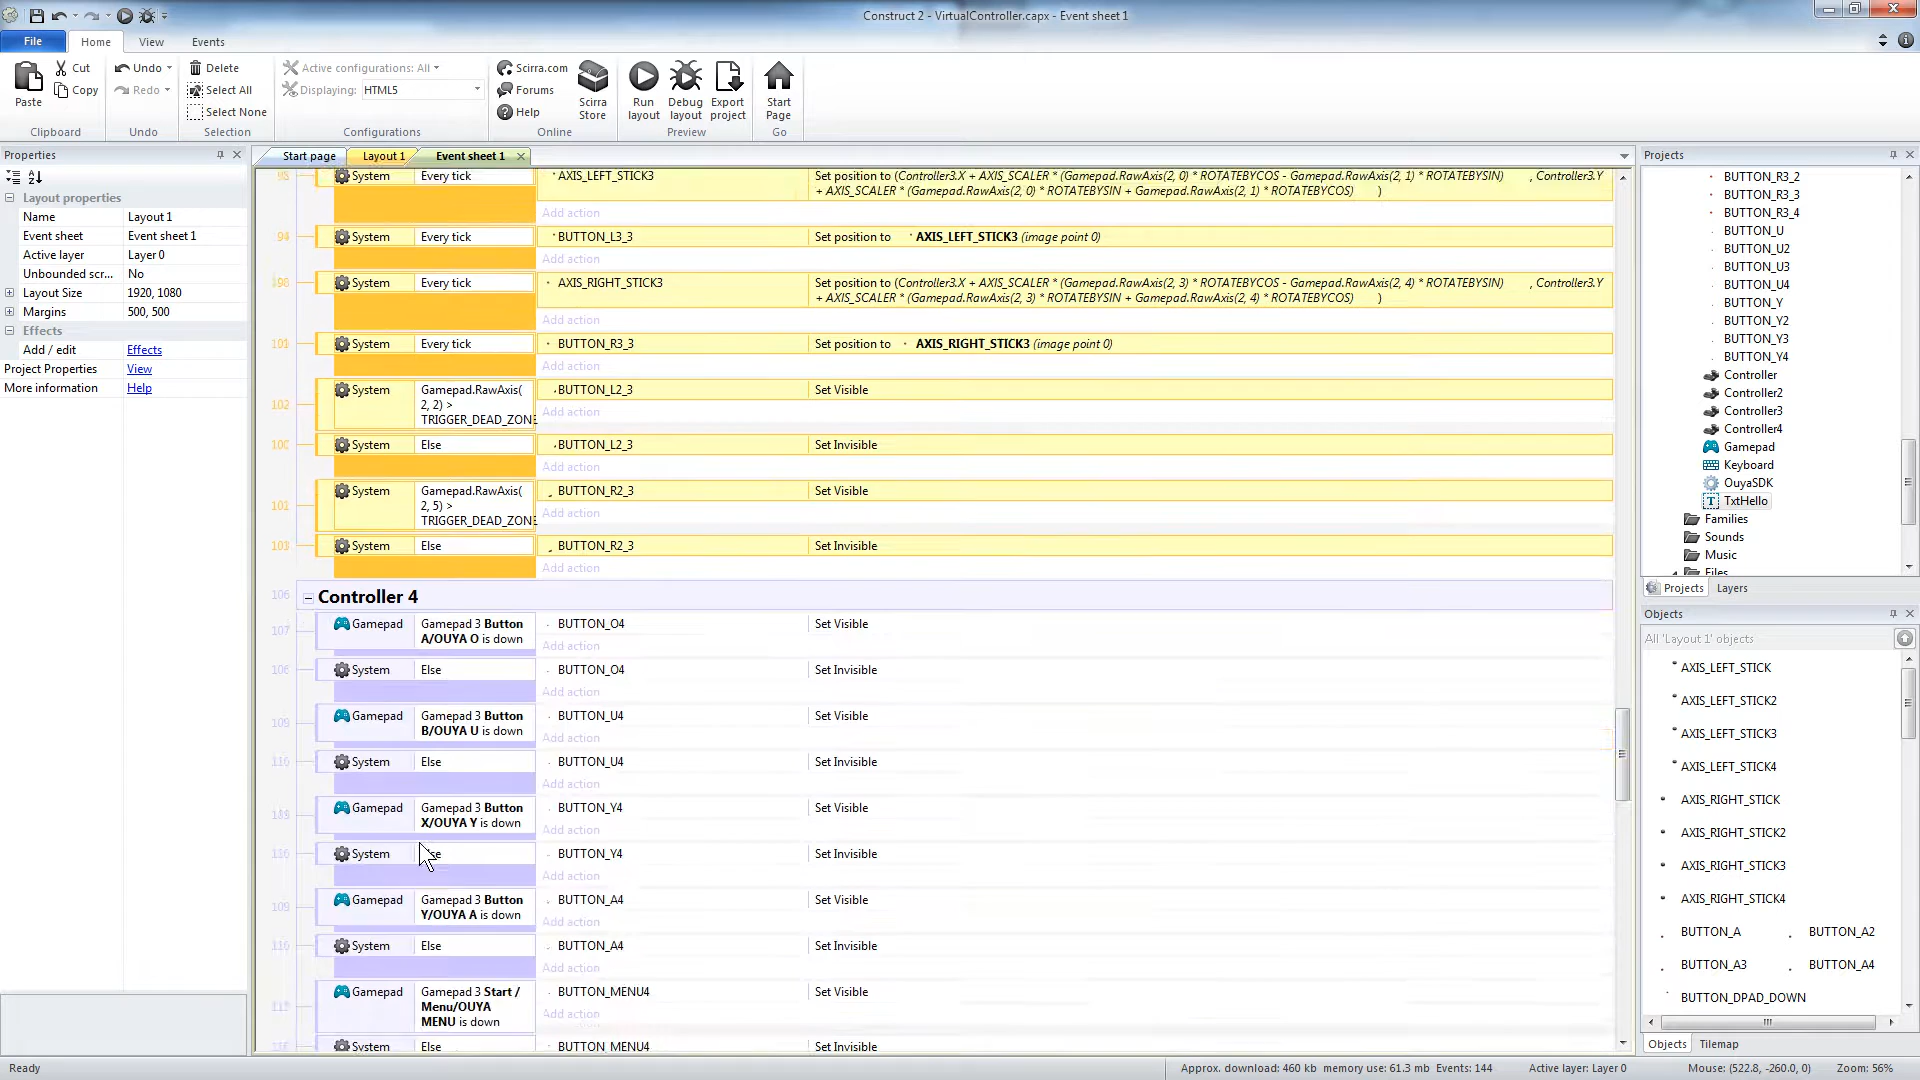 Construct 2 - VirtualController.capx - Event sheet 1
File Home View Events
Paste Cut Copy Clipboard
Undo Redo Undo
Delete Select All Select None Selection
Active configurations: All
Displaying: HTML5
Configurations
Scirra.com Forums Help
Scirra Store
Online
Run layout Debug layout Export project
Preview
Start Page
Go
Properties
Layout properties
Name Layout 1
Event sheet Event sheet 1
Active layer Layer 0
Unbounded scr... No
Layout Size 1920, 1080
Margins 500, 500
Effects
Add / edit Effects
Project Properties View
More information Help
Start page Layout 1 Event sheet 1
System Every tick AXIS_LEFT_STICK3 Set position to (Controller3.X + AXIS_SCALER * (Gamepad.RawAxis(2, 0) * ROTATEBYCOS - Gamepad.RawAxis(2, 1) * ROTATEBYSIN) , Controller3.Y
+ AXIS_SCALER * (Gamepad.RawAxis(2, 0) * ROTATEBYSIN + Gamepad.RawAxis(2, 1) * ROTATEBYCOS) )
Add action
94 System Every tick BUTTON_L3_3 Set position to AXIS_LEFT_STICK3 (image point 0)
Add action
System Every tick AXIS_RIGHT_STICK3 Set position to (Controller3.X + AXIS_SCALER * (Gamepad.RawAxis(2, 3) * ROTATEBYCOS - Gamepad.RawAxis(2, 4) * ROTATEBYSIN) , Controller3.Y
+ AXIS_SCALER * (Gamepad.RawAxis(2, 3) * ROTATEBYSIN + Gamepad.RawAxis(2, 4) * ROTATEBYCOS) )
Add action
101 System Every tick BUTTON_R3_3 Set position to AXIS_RIGHT_STICK3 (image point 0)
Add action
102 System Gamepad.RawAxis( 2, 2) > TRIGGER_DEAD_ZONE BUTTON_L2_3 Set Visible
Add action
System Else BUTTON_L2_3 Set Invisible
Add action
101 System Gamepad.RawAxis( 2, 5) > TRIGGER_DEAD_ZONE BUTTON_R2_3 Set Visible
Add action
103 System Else BUTTON_R2_3 Set Invisible
Add action
106 Controller 4
107 Gamepad Gamepad 3 Button A/OUYA O is down BUTTON_O4 Set Visible
Add action
106 System Else BUTTON_O4 Set Invisible
Add action
109 Gamepad Gamepad 3 Button B/OUYA U is down BUTTON_U4 Set Visible
Add action
110 System Else BUTTON_U4 Set Invisible
Add action
Gamepad Gamepad 3 Button X/OUYA Y is down BUTTON_Y4 Set Visible
Add action
System BUTTON_Y4 Set Invisible
Add action
109 Gamepad Gamepad 3 Button Y/OUYA A is down BUTTON_A4 Set Visible
Add action
System Else BUTTON_A4 Set Invisible
Add action
Gamepad Gamepad 3 Start / Menu/OUYA MENU is down BUTTON_MENU4 Set Visible
Add action
System Else BUTTON_MENU4 Set Invisible
Projects
BUTTON_R3_2
BUTTON_R3_3
BUTTON_R3_4
BUTTON_U
BUTTON_U2
BUTTON_U3
BUTTON_U4
BUTTON_Y
BUTTON_Y2
BUTTON_Y3
BUTTON_Y4
Controller
Controller2
Controller3
Controller4
Gamepad
Keyboard
OuyaSDK
TxtHello
Families
Sounds
Music
Files
Projects Layers
Objects
All 'Layout 1' objects
AXIS_LEFT_STICK
AXIS_LEFT_STICK2
AXIS_LEFT_STICK3
AXIS_LEFT_STICK4
AXIS_RIGHT_STICK
AXIS_RIGHT_STICK2
AXIS_RIGHT_STICK3
AXIS_RIGHT_STICK4
BUTTON_A BUTTON_A2
BUTTON_A3 BUTTON_A4
BUTTON_DPAD_DOWN
Objects Tilemap
Ready Approx. download: 460 kb memory use: 61.3 mb Events: 144 Active layer: Layer 0 Mouse: (522.8, -260.0, 0) Zoom: 56%